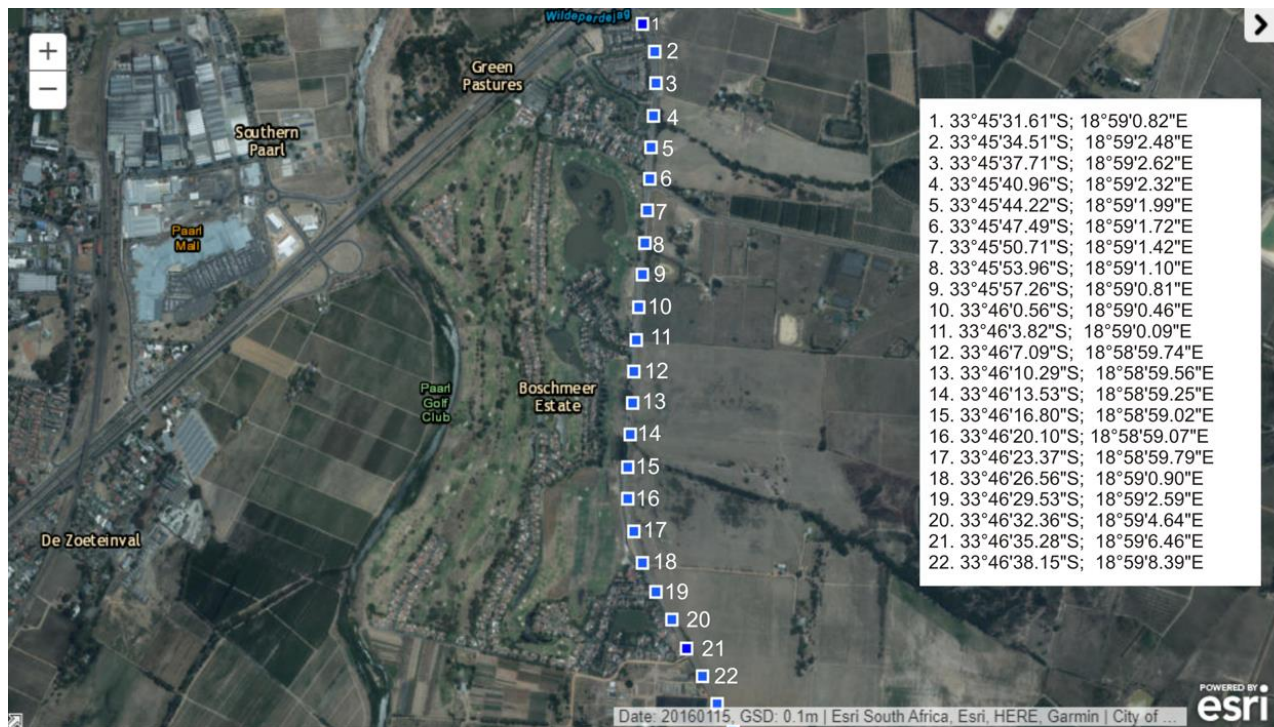 Wildeperdejag
1
+
2
Green
Pastures
−
3
4
Southern
Paarl
5
6
7
Paarl
Mall
8
9
10
11
12
Paarl
Golf
Club
Boschmeer
Estate
13
14
15
16
17
De Zoeteinval
18
19
20
21
22
1. 33°45'31.61"S; 18°59'0.82"E
2. 33°45'34.51"S; 18°59'2.48"E
3. 33°45'37.71"S; 18°59'2.62"E
4. 33°45'40.96"S; 18°59'2.32"E
5. 33°45'44.22"S; 18°59'1.99"E
6. 33°45'47.49"S; 18°59'1.72"E
7. 33°45'50.71"S; 18°59'1.42"E
8. 33°45'53.96"S; 18°59'1.10"E
9. 33°45'57.26"S; 18°59'0.81"E
10. 33°46'0.56"S; 18°59'0.46"E
11. 33°46'3.82"S; 18°59'0.09"E
12. 33°46'7.09"S; 18°58'59.74"E
13. 33°46'10.29"S; 18°58'59.56"E
14. 33°46'13.53"S; 18°58'59.25"E
15. 33°46'16.80"S; 18°58'59.02"E
16. 33°46'20.10"S; 18°58'59.07"E
17. 33°46'23.37"S; 18°58'59.79"E
18. 33°46'26.56"S; 18°59'0.90"E
19. 33°46'29.53"S; 18°59'2.59"E
20. 33°46'32.36"S; 18°59'4.64"E
21. 33°46'35.28"S; 18°59'6.46"E
22. 33°46'38.15"S; 18°59'8.39"E
Date: 20160115, GSD: 0.1m | Esri South Africa, Esri, HERE, Garmin | City of ...
POWERED BY
esri